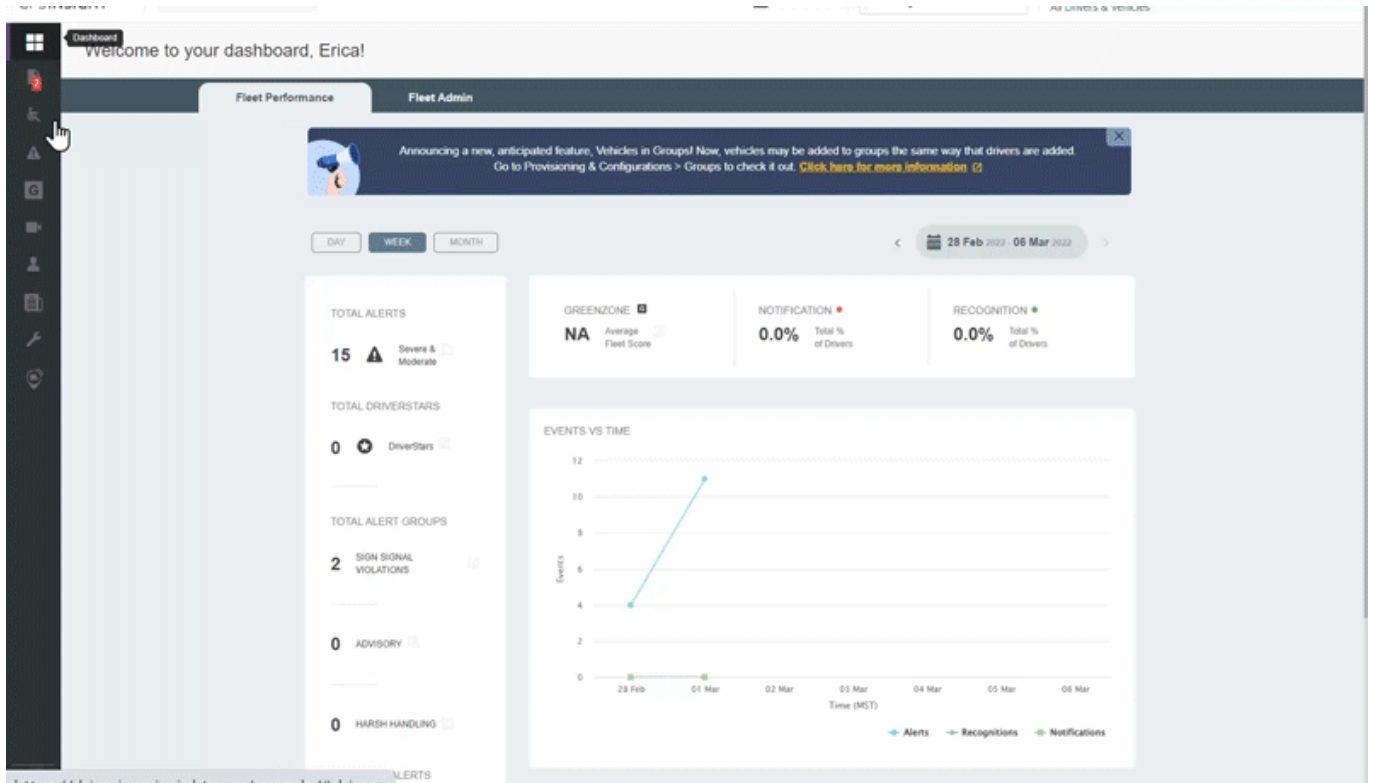 All Drivers & Vehicles
Dashboard
Welcome to your dashboard, Erica!
2
Fleet Performance
Fleet Admin
Announcing a new, anticipated feature, Vehicles in Groups! Now, vehicles may be added to groups the same way that drivers are added.
Go to Provisioning & Configurations > Groups to check it out. Click here for more information
DAY
WEEK
MONTH
28 Feb 2022 - 06 Mar 2022
TOTAL ALERTS
15
Severe &
Moderate
TOTAL DRIVERSTARS
0
DriverStars
TOTAL ALERT GROUPS
2
SIGN SIGNAL
VIOLATIONS
0
ADVISORY
0
HARSH HANDLING
ALERTS
GREENZONE G
NA
Average
Fleet Score
NOTIFICATION
0.0%
Total %
of Drivers
RECOGNITION
0.0%
Total %
of Drivers
EVENTS VS TIME
Events
12
10
8
6
4
2
0
28 Feb
01 Mar
02 Mar
03 Mar
04 Mar
05 Mar
06 Mar
Time (MST)
Alerts
Recognitions
Notifications